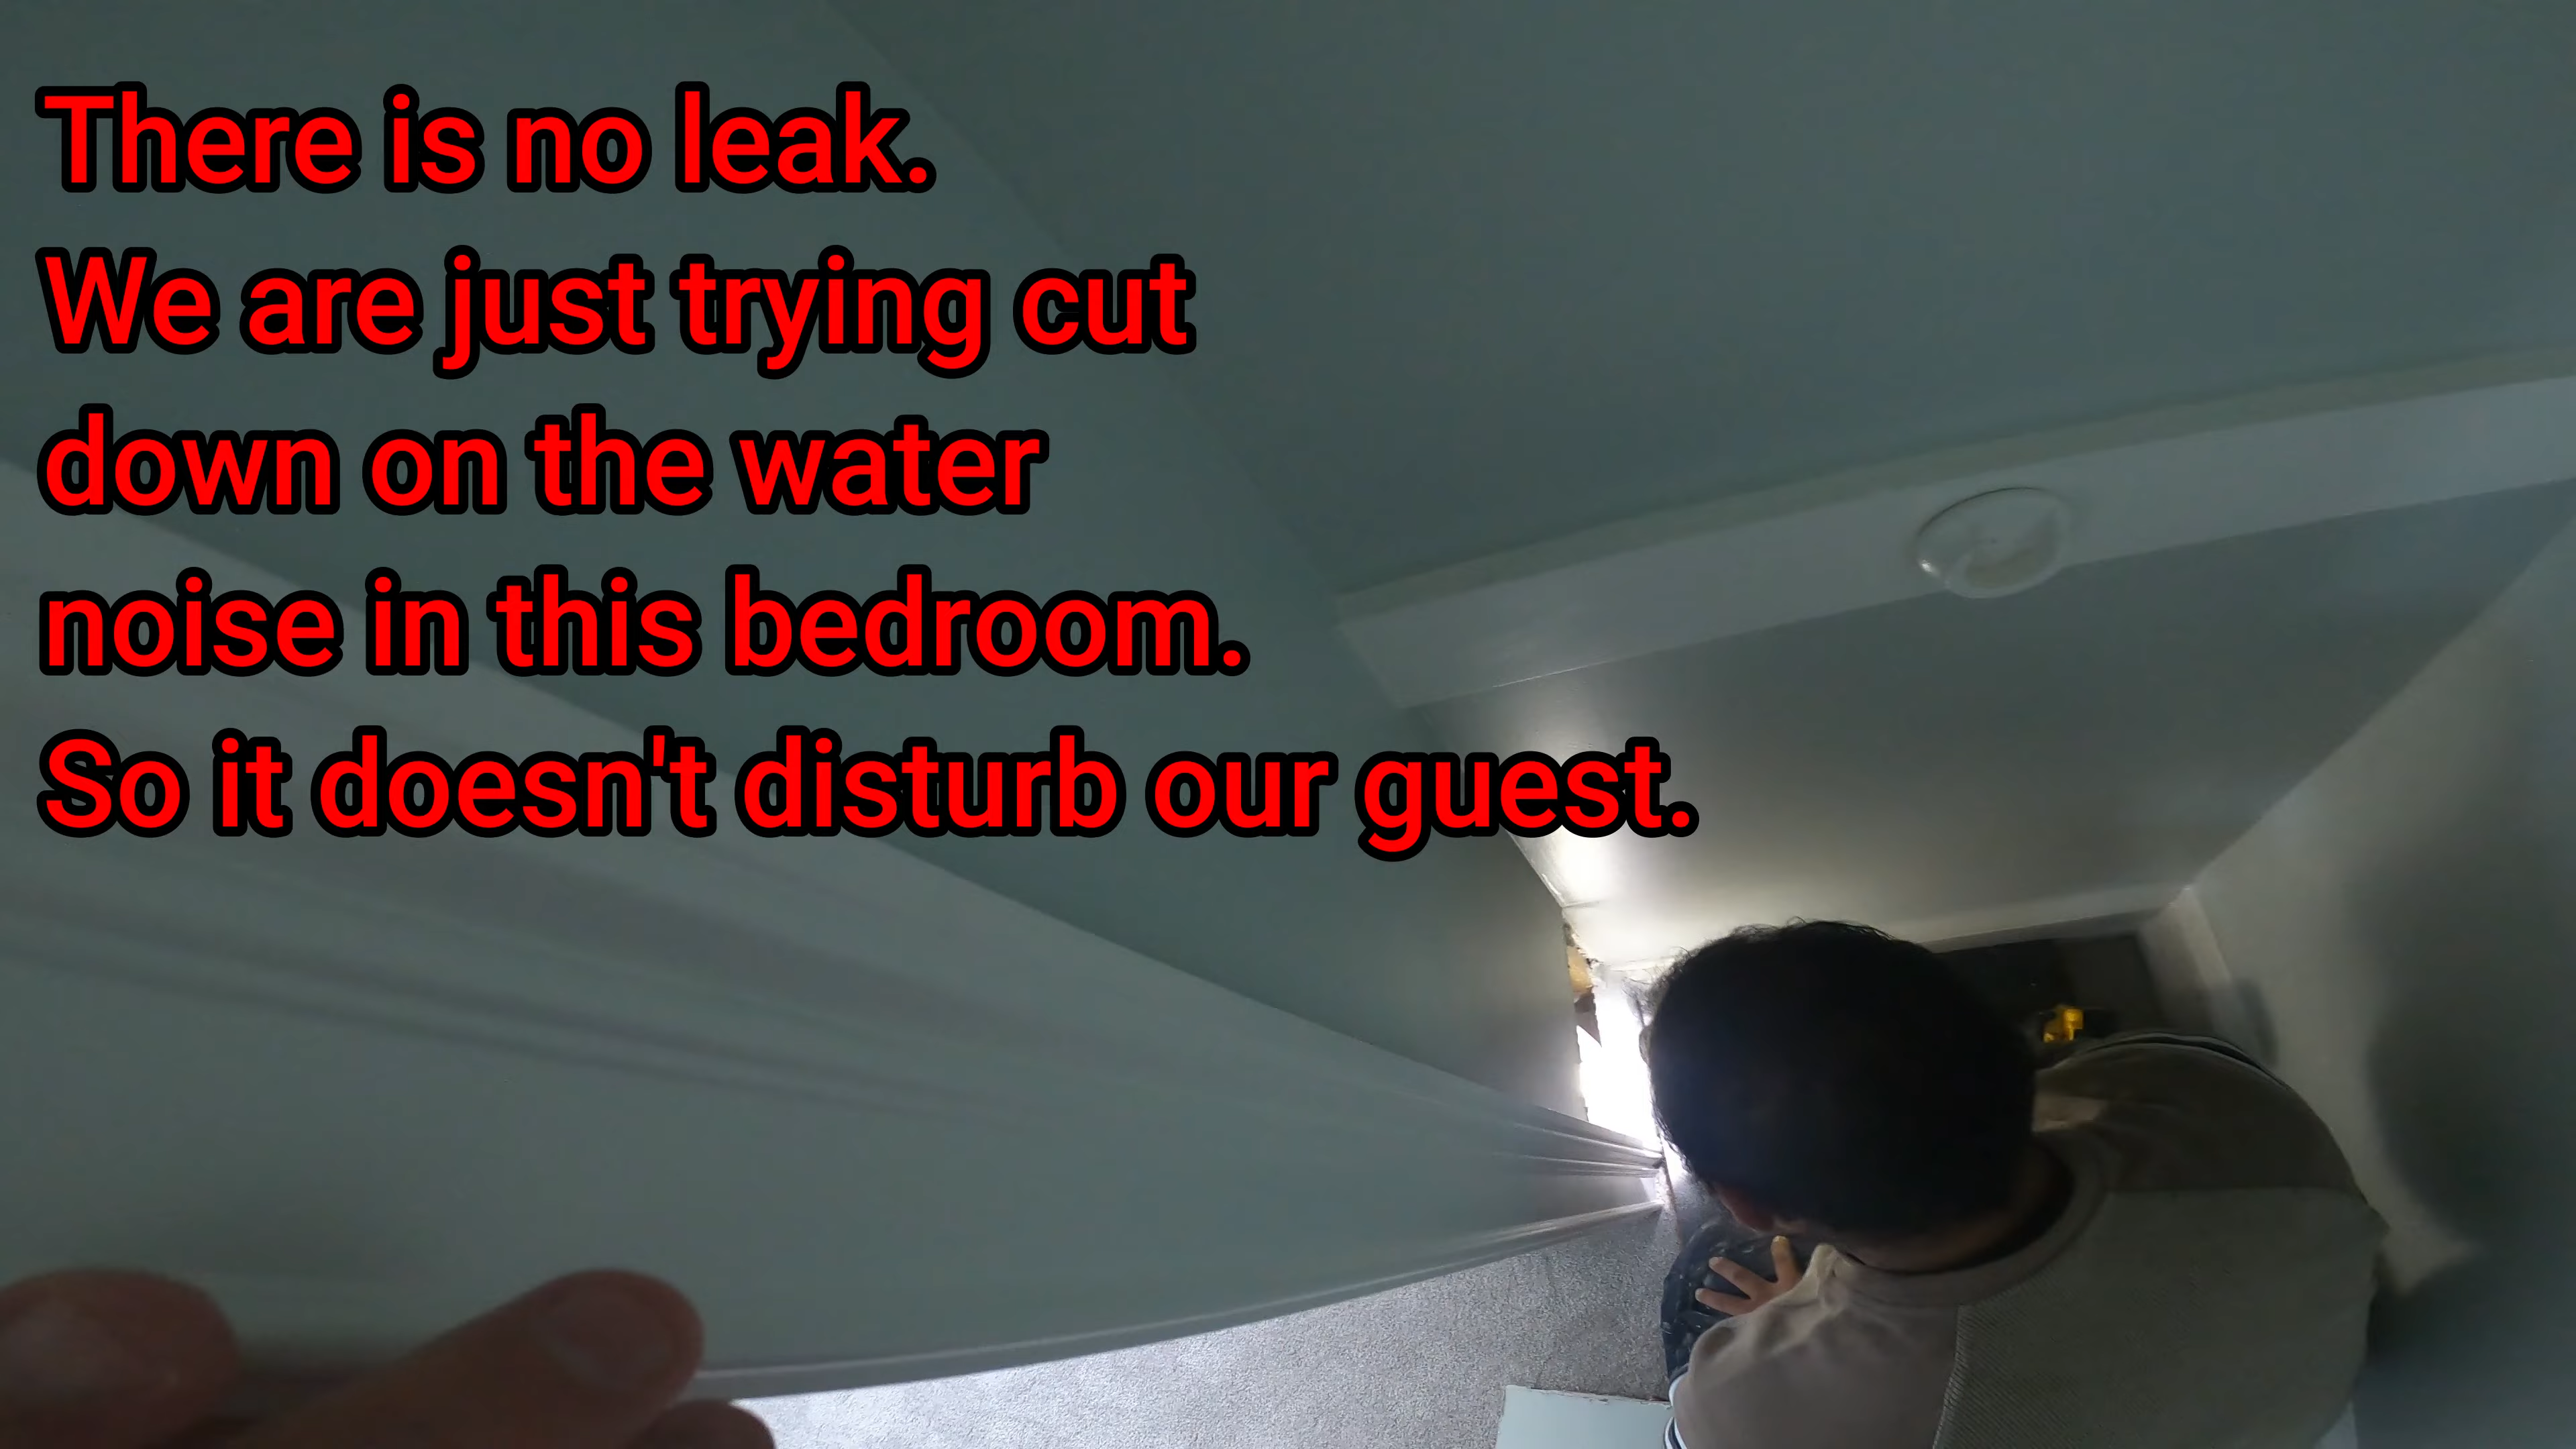 There is no leak.
We are just trying cut
down on the water
noise in this bedroom.
So it doesn't disturb our guest.